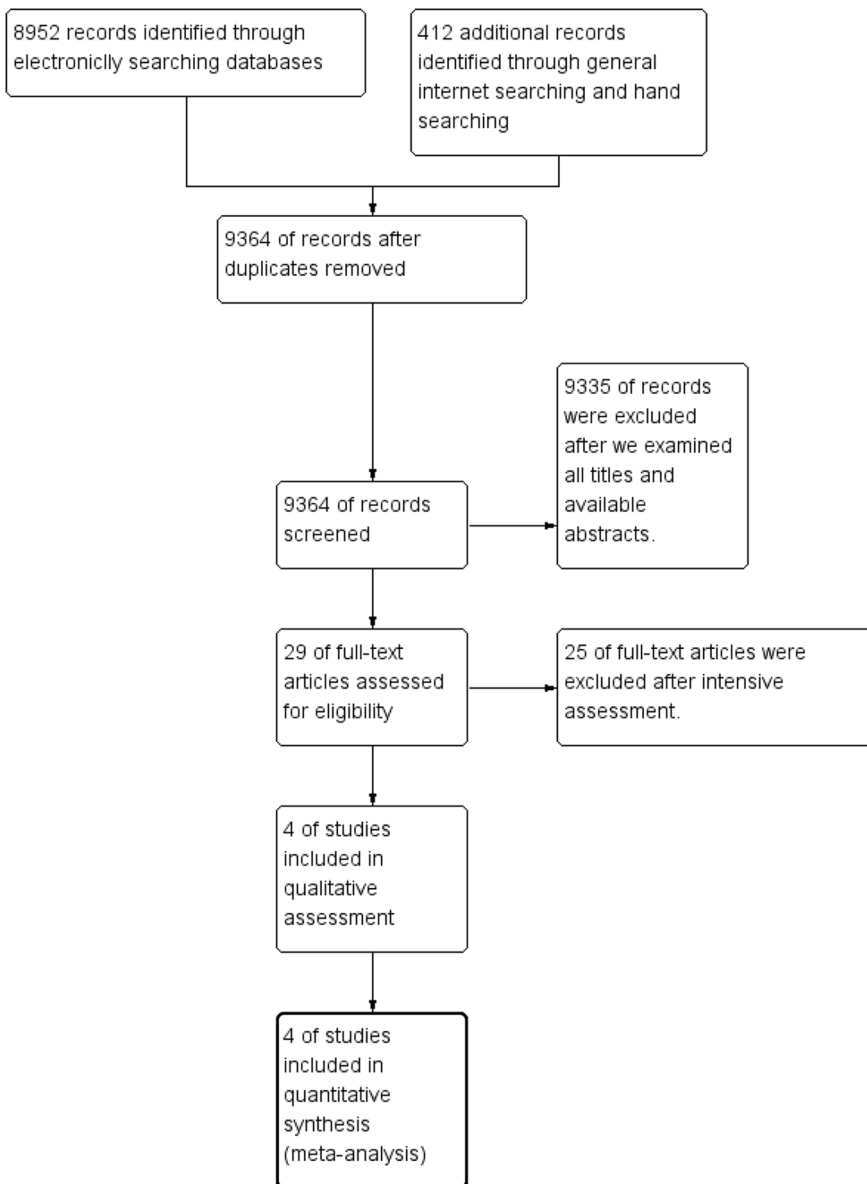 8952 records identified through
electroniclly searching databases
412 additional records
identified through general
internet searching and hand
searching
9364 of records after
duplicates removed
9335 of records
were excluded
after we examined
all titles and
available
abstracts.
9364 of records
screened
29 of full-text
articles assessed
for eligibility
25 of full-text articles were
excluded after intensive
assessment.
4 of studies
included in
qualitative
assessment
4 of studies
included in
quantitative
synthesis
(meta-analysis)